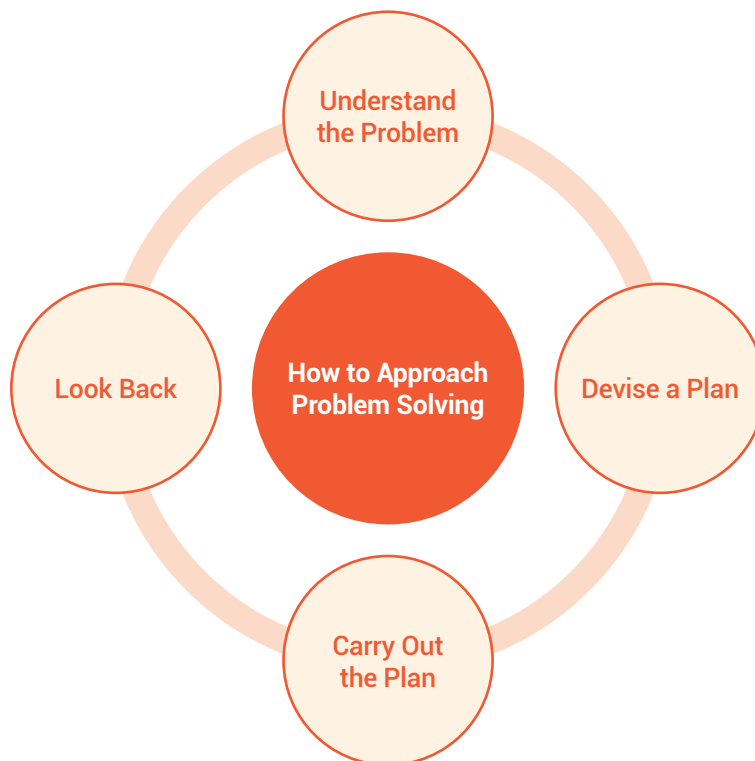 Understand
the Problem
How to Approach
Problem Solving
Devise a Plan
Carry Out
the Plan
Look Back